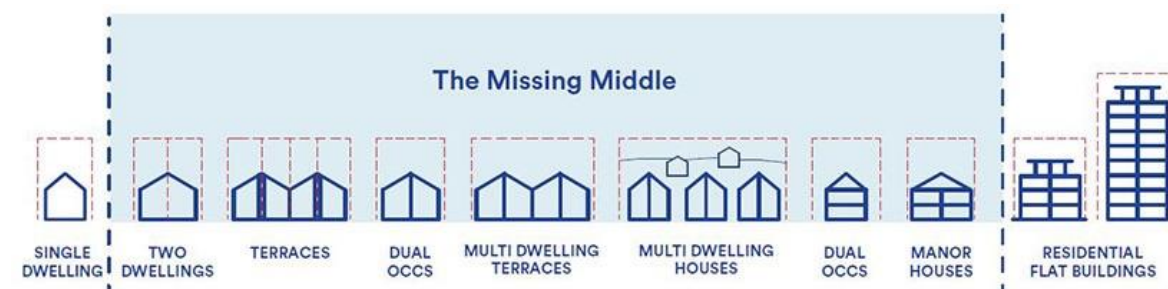 The Missing Middle
SINGLE
DWELLING
TWO
DWELLINGS
TERRACES
DUAL
OCCS
MULTI DWELLING
TERRACES
MULTI DWELLING
HOUSES
DUAL
OCCS
MANOR
HOUSES
RESIDENTIAL
FLAT BUILDINGS